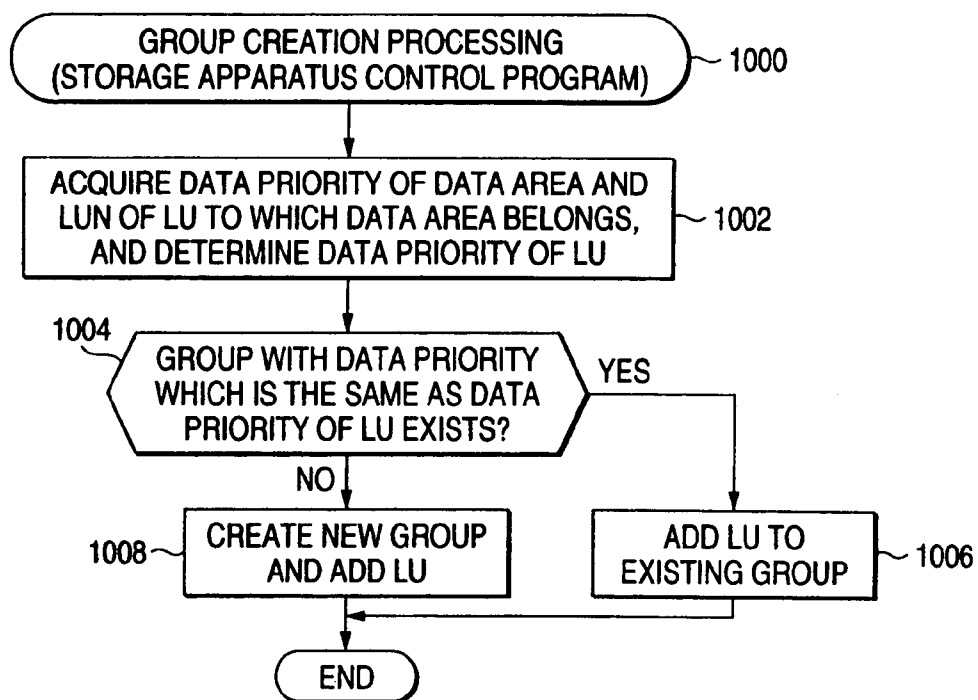 GROUP CREATION PROCESSING
(STORAGE APPARATUS CONTROL PROGRAM)
1000
ACQUIRE DATA PRIORITY OF DATA AREA AND
LUN OF LU TO WHICH DATA AREA BELONGS,
AND DETERMINE DATA PRIORITY OF LU
1002
1004
GROUP WITH DATA PRIORITY
WHICH IS THE SAME AS DATA
PRIORITY OF LU EXISTS?
YES
NO
1008
CREATE NEW GROUP
AND ADD LU
ADD LU TO
EXISTING GROUP
1006
END